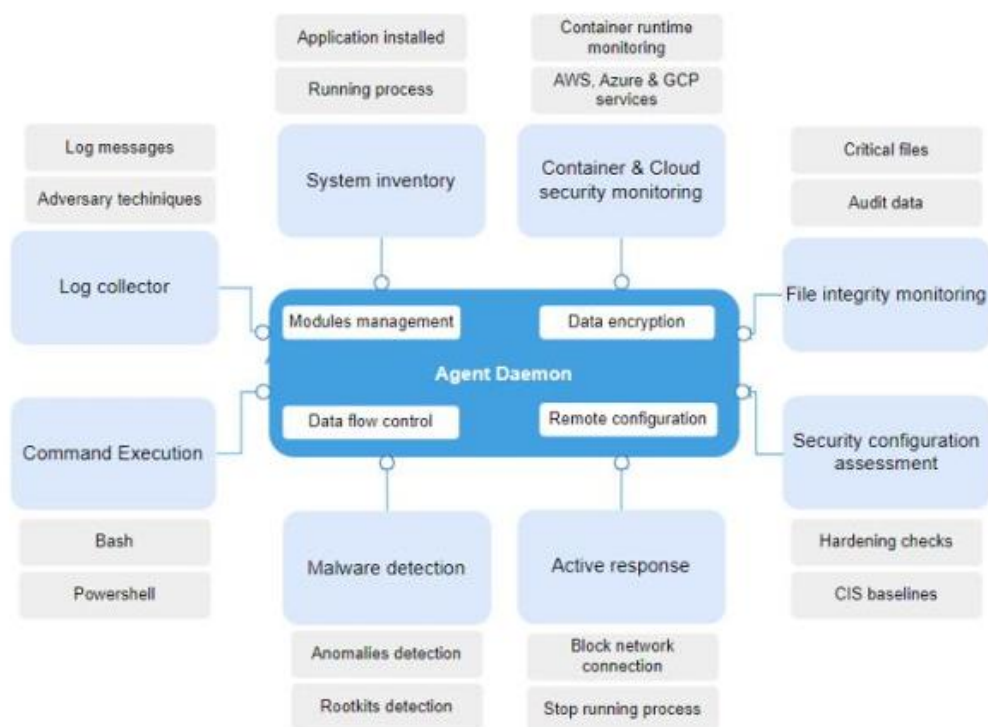 Application installed
Running process
System inventory
Container runtime
monitoring
AWS, Azure & GCP
services
Container & Cloud
security monitoring
Log messages
Adversary techiniques
Log collector
Critical files
Audit data
File integrity monitoring
Modules management
Data encryption
Agent Daemon
Data flow control
Remote configuration
Command Execution
Bash
Powershell
Security configuration
assessment
Hardening checks
CIS baselines
Malware detection
Anomalies detection
Rootkits detection
Active response
Block network
connection
Stop running process